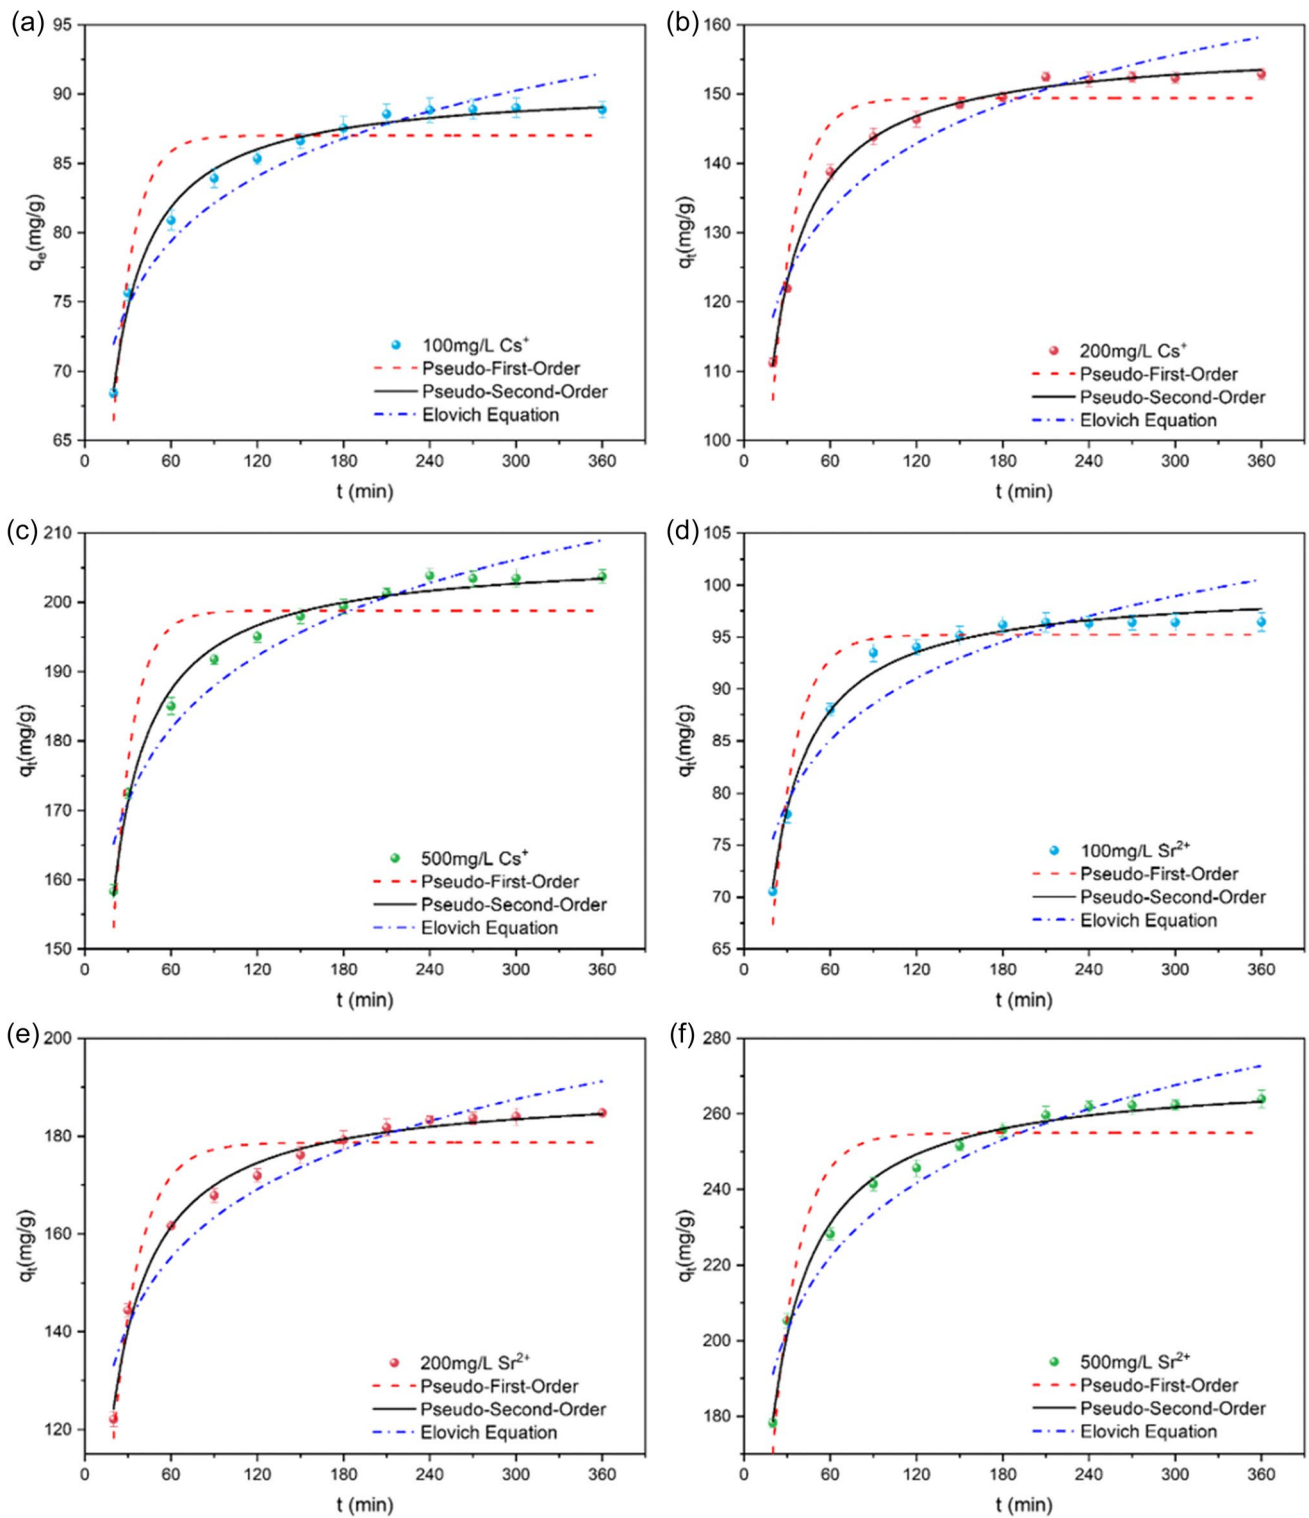 (a)
95
90
85
80
75
70
65
qₑ(mg/g)
100mg/L Cs⁺
Pseudo-First-Order
Pseudo-Second-Order
Elovich Equation
0 60 120 180 240 300 360
t (min)
(b)
160
150
140
130
120
110
100
qₜ(mg/g)
200mg/L Cs⁺
Pseudo-First-Order
Pseudo-Second-Order
Elovich Equation
0 60 120 180 240 300 360
t (min)
(c)
210
200
190
180
170
160
150
qₜ(mg/g)
500mg/L Cs⁺
Pseudo-First-Order
Pseudo-Second-Order
Elovich Equation
0 60 120 180 240 300 360
t (min)
(d)
105
100
95
90
85
80
75
70
65
qₜ(mg/g)
100mg/L Sr²⁺
Pseudo-First-Order
Pseudo-Second-Order
Elovich Equation
0 60 120 180 240 300 360
t (min)
(e)
200
180
160
140
120
qₜ(mg/g)
200mg/L Sr²⁺
Pseudo-First-Order
Pseudo-Second-Order
Elovich Equation
0 60 120 180 240 300 360
t (min)
(f)
280
260
240
220
200
180
qₜ(mg/g)
500mg/L Sr²⁺
Pseudo-First-Order
Pseudo-Second-Order
Elovich Equation
0 60 120 180 240 300 360
t (min)